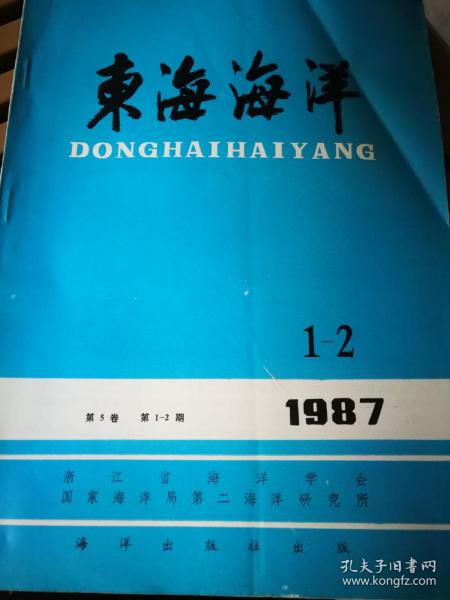 東海海洋
DONGHAIHAIYANG
1-2
第5卷 第1-2期 1987
浙江省海洋学会
国家海洋局第二海洋研究所
海洋出版社出版
孔夫子旧书网
www.kongfz.com